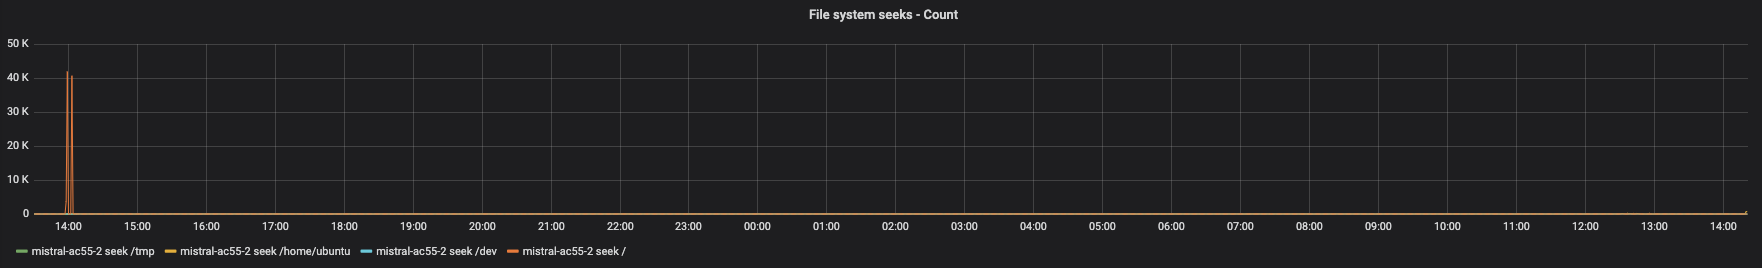 File system seeks - Count
50 K
40 K
30 K
20 K
10 K
0
14:00 15:00 16:00 17:00 18:00 19:00 20:00 21:00 22:00 23:00 00:00 01:00 02:00 03:00 04:00 05:00 06:00 07:00 08:00 09:00 10:00 11:00 12:00 13:00 14:00
mistral-ac55-2 seek /tmp mistral-ac55-2 seek /home/ubuntu mistral-ac55-2 seek /dev mistral-ac55-2 seek /